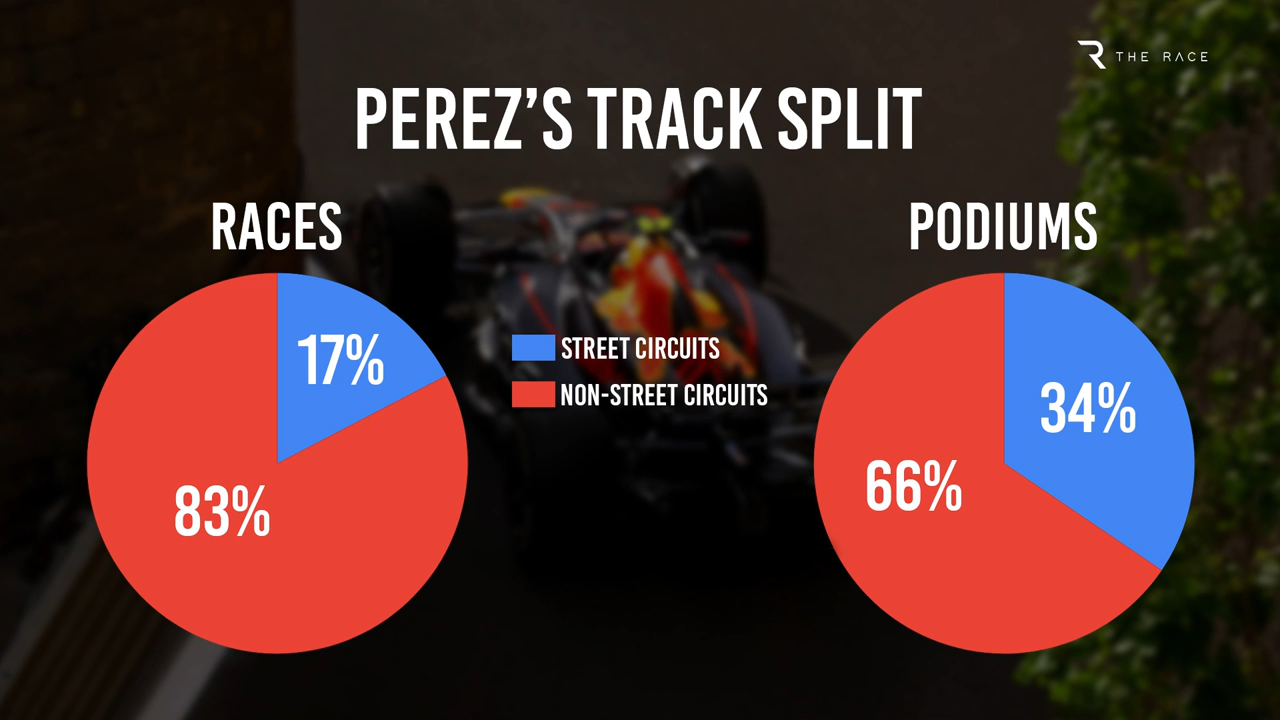 THE RACE
PEREZ'S TRACK SPLIT
RACES
PODIUMS
17%
83%
STREET CIRCUITS
NON-STREET CIRCUITS
34%
66%